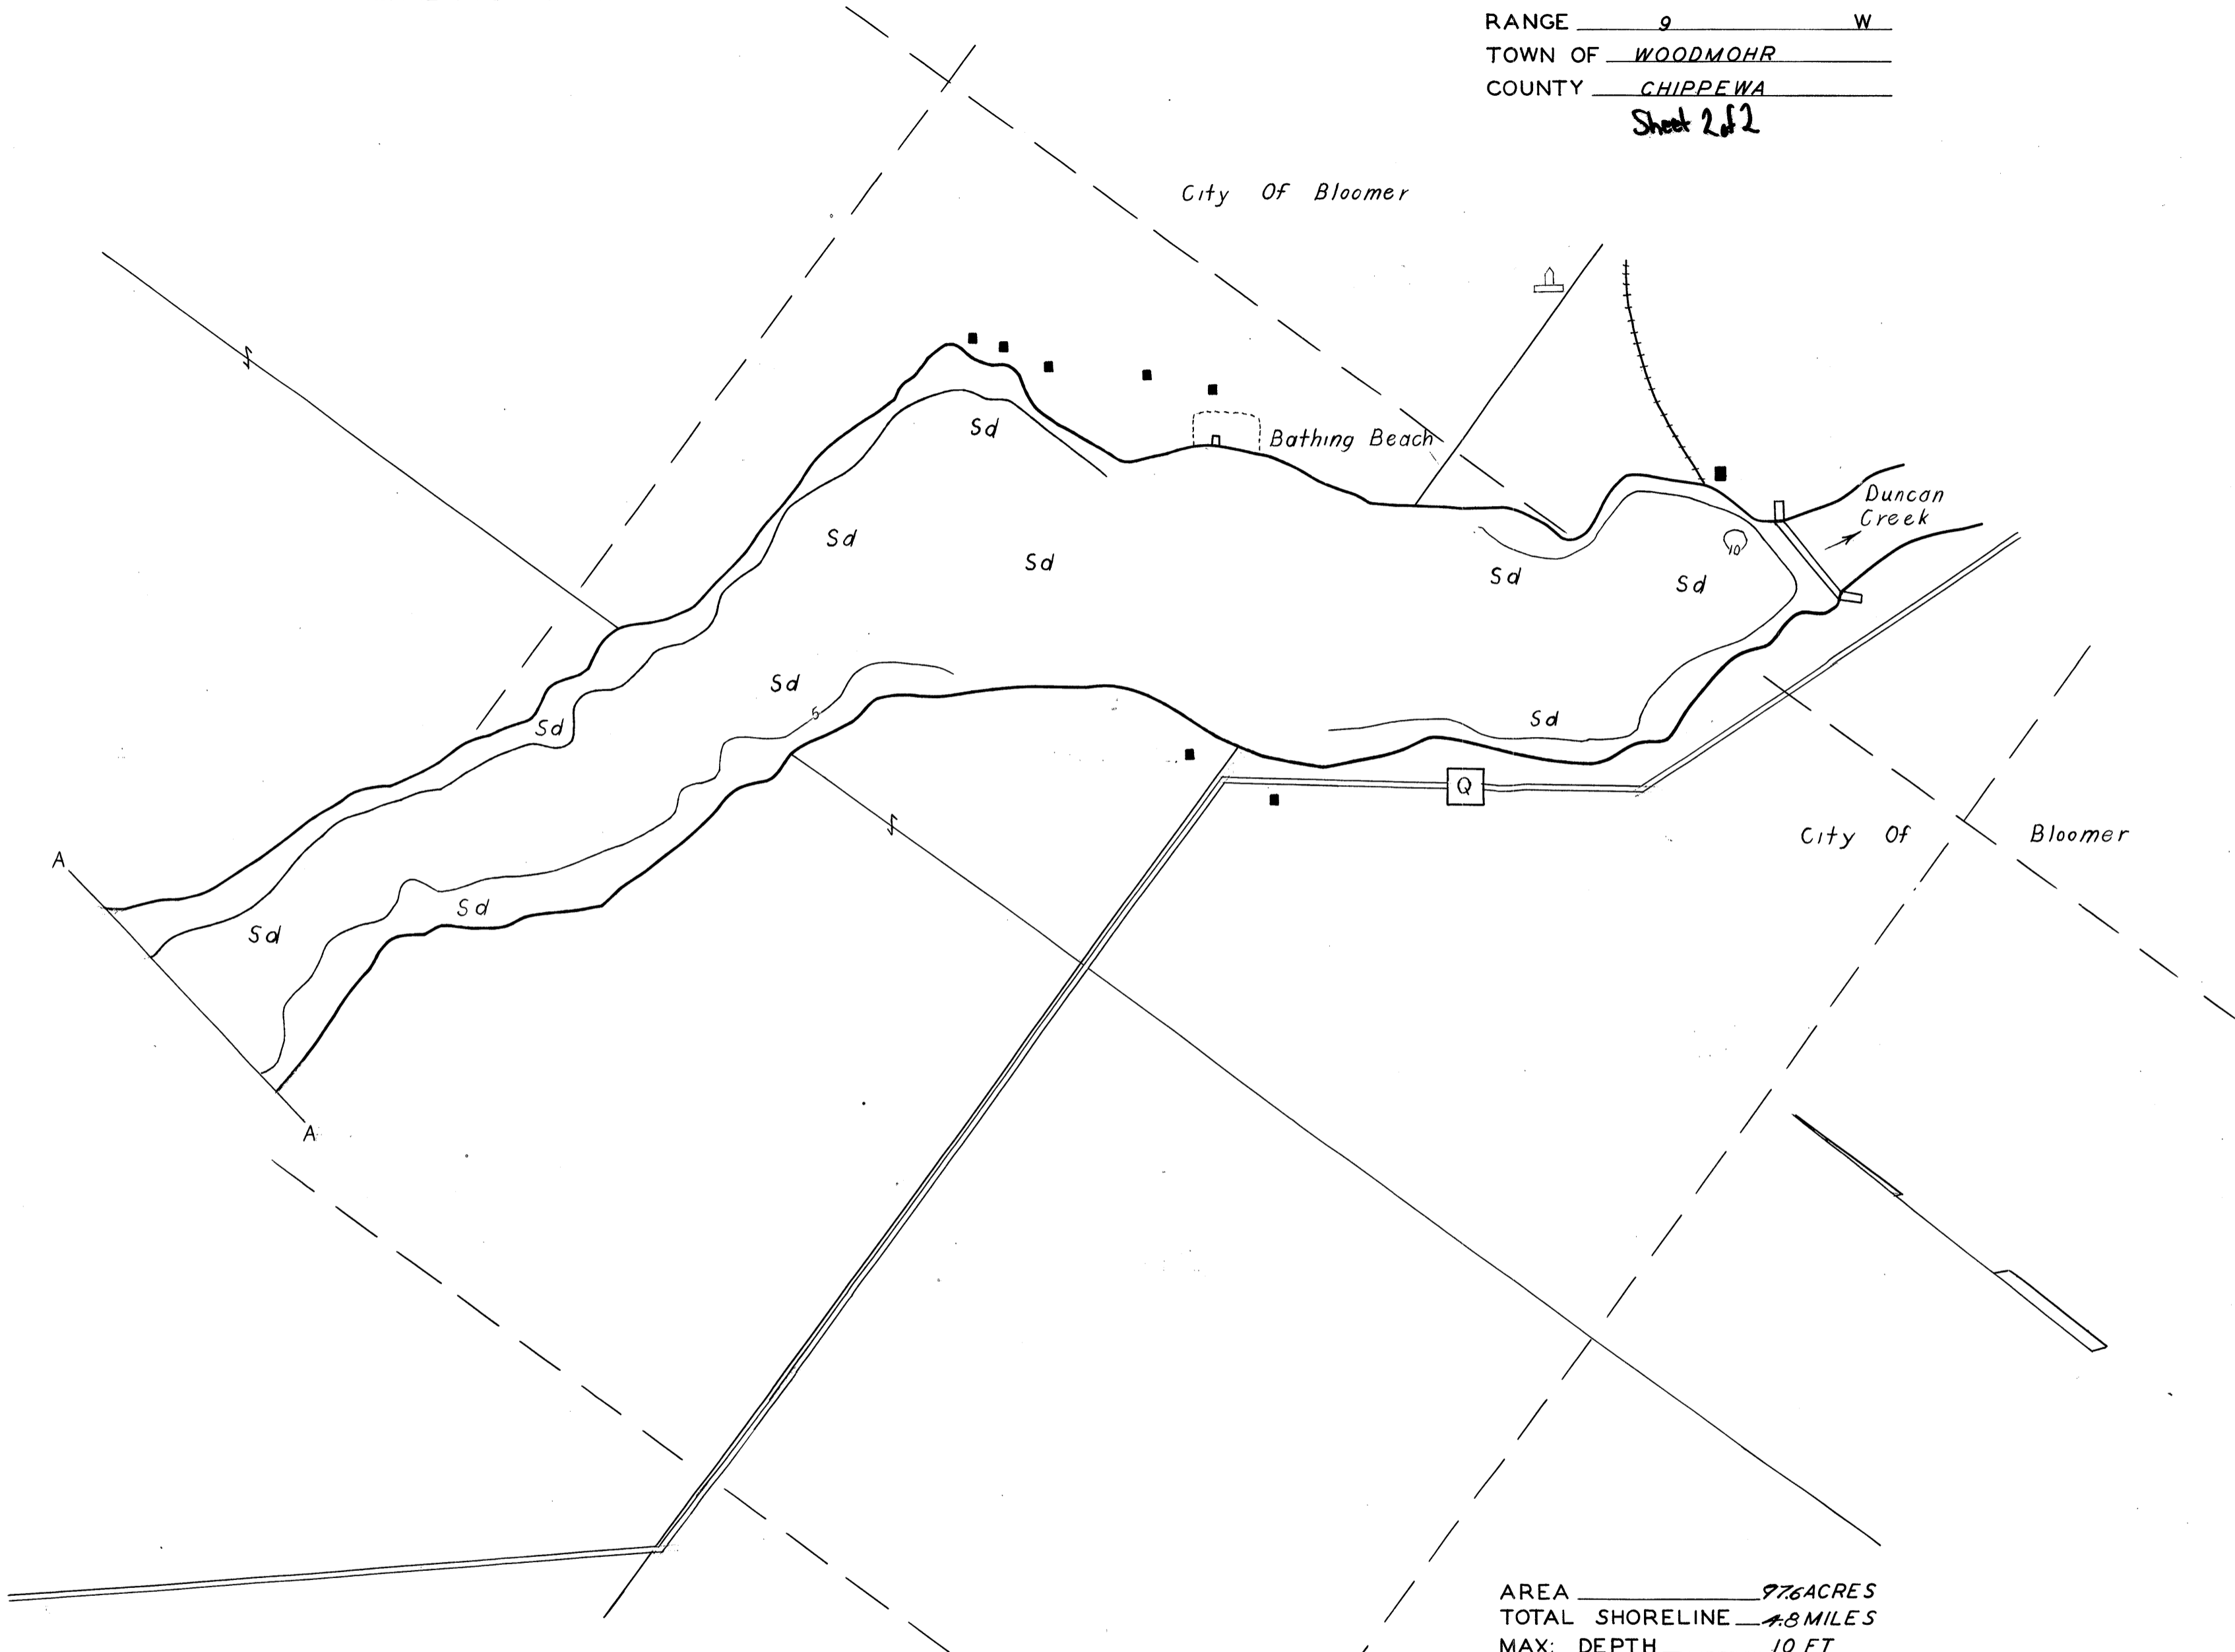 RANGE 9 W
TOWN OF WOODMOHR
COUNTY CHIPPEWA
Sheet 2 of 2
City Of Bloomer
Bathing Beach
Duncan
Creek
Sd
Sd
Sd
Sd
Sd
10
Sd
5
Sd
Sd
Q
City Of Bloomer
A
Sd
Sd
A
AREA 97.6 ACRES
TOTAL SHORELINE 4.8 MILES
MAX: DEPTH 10 FT